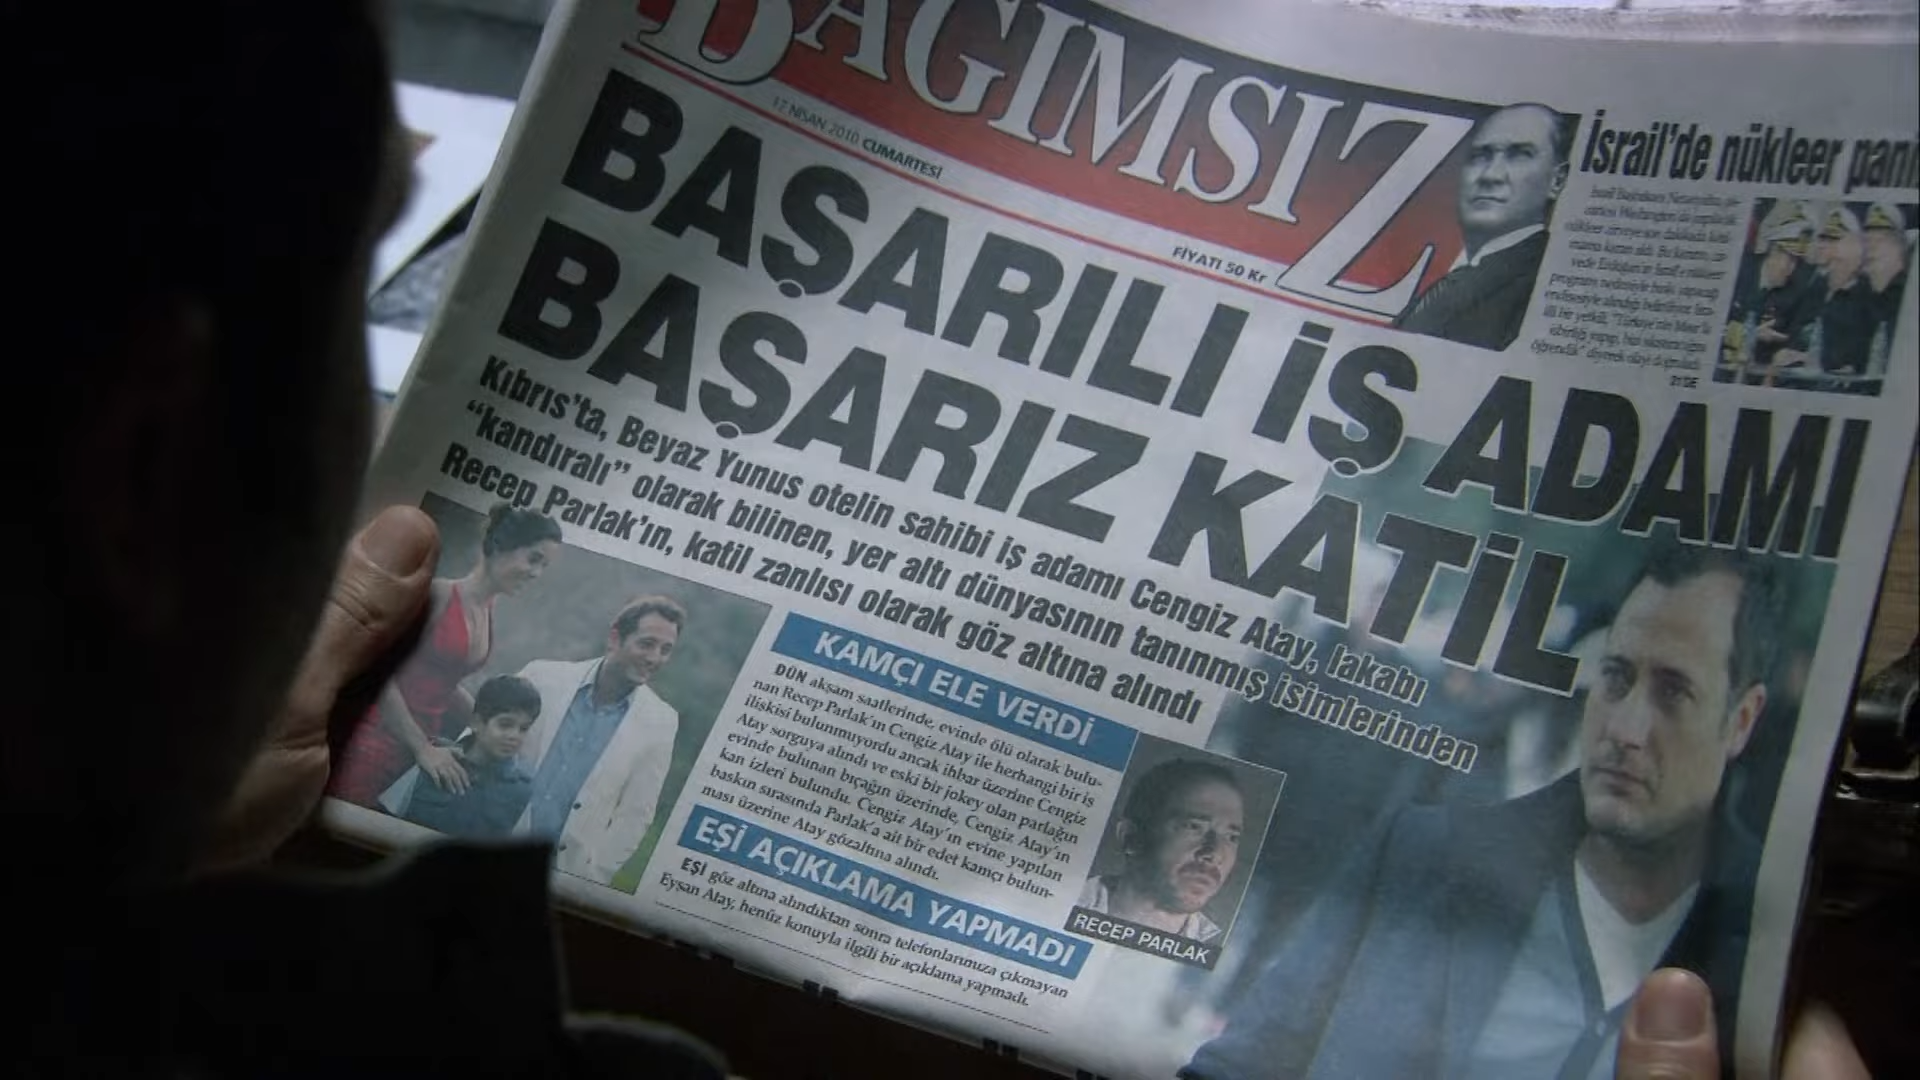 BAĞIMSIZ
17 NİSAN 2010 CUMARTESİ
FİYATI 50 Kr
İsrail'de nükleer
21'DE
BAŞARILI İŞ ADAMI
BAŞARIZ KATİL
Kıbrıs'ta, Beyaz Yunus otelin sahibi iş adamı Cengiz Atay, lakabı
“kandıralı” olarak bilinen, yer altı dünyasının tanınmış isimlerinden
Recep Parlak'ın, katil zanlısı olarak göz altına alındı
KAMÇI ELE VERDİ
DÜN akşam saatlerinde, evinde ölü olarak bulu-
nan Recep Parlak'ın Cengiz Atay ile herhangi bir iş
ilişkisi bulunmuyordu ancak ihbar üzerine Cengiz
Atay sorguya alındı ve eski bir jokey olan parlağın
evinde bulunan bıçağın üzerinde, Cengiz Atay'ın
kan izleri bulundu. Cengiz Atay'ın evine yapılan
baskın sırasında Parlak'a ait bir edet kamçı bulun-
ması üzerine Atay gözaltına alındı.
RECEP PARLAK
EŞİ AÇIKLAMA YAPMADI
EŞİ göz altına alındıktan sonra telefonlarımıza çıkmayan
Eyşan Atay, henüz konuyla ilgili bir açıklama yapmadı.